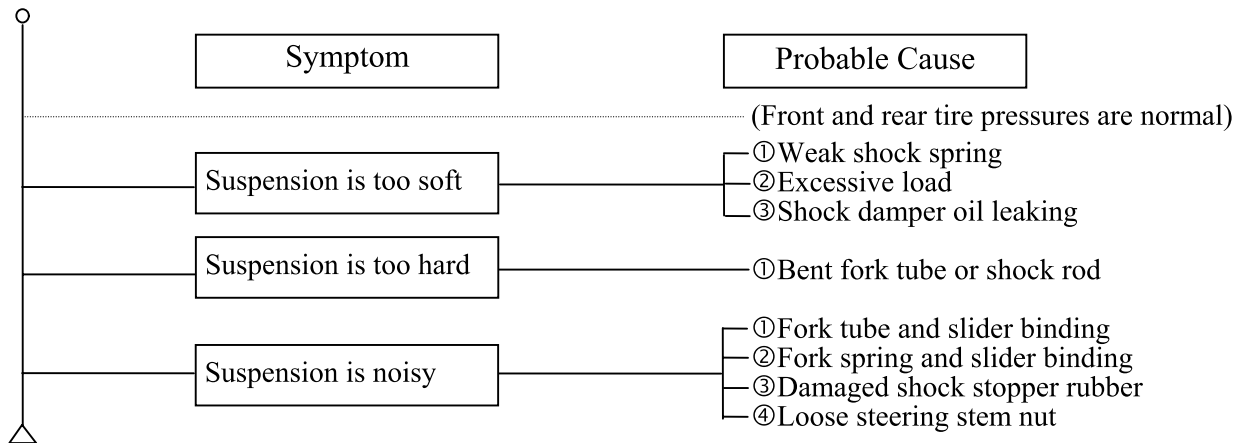 Symptom
Probable Cause
(Front and rear tire pressures are normal)
Suspension is too soft
①Weak shock spring
②Excessive load
③Shock damper oil leaking
Suspension is too hard
①Bent fork tube or shock rod
Suspension is noisy
①Fork tube and slider binding
②Fork spring and slider binding
③Damaged shock stopper rubber
④Loose steering stem nut